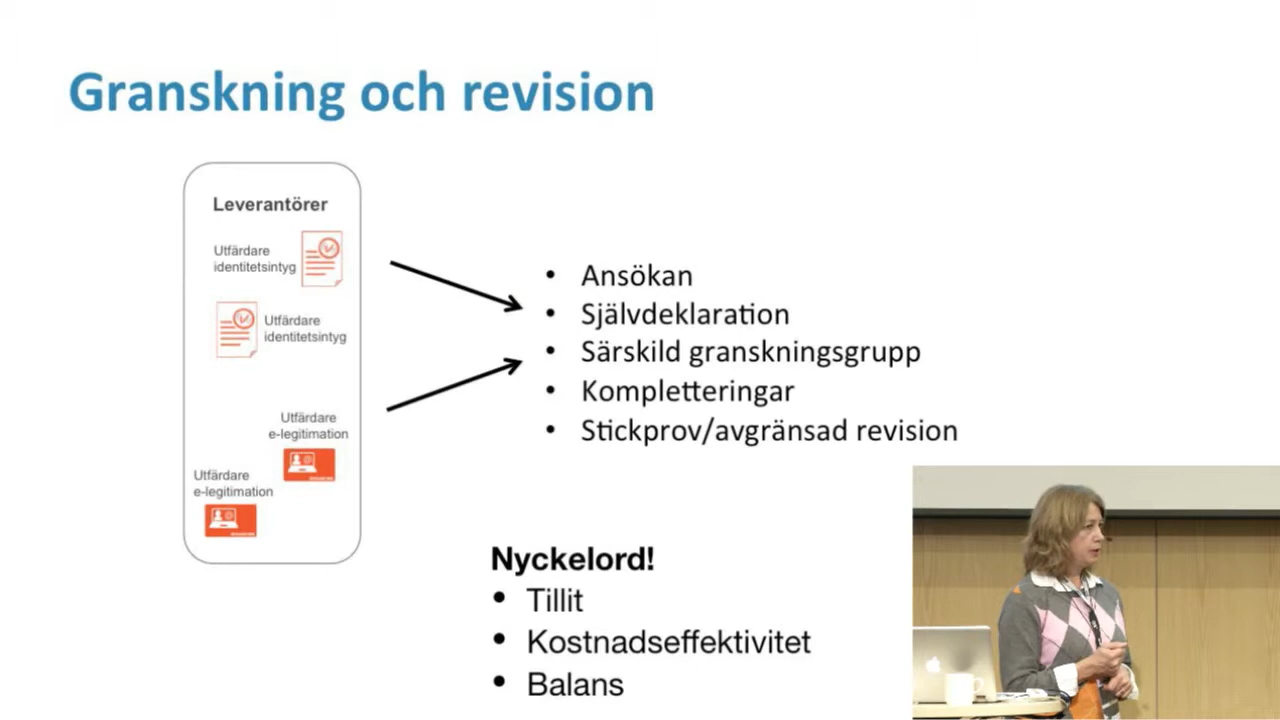 Granskning och revision
Leverantörer
Utfärdare
identitetsintyg
Utfärdare
identitetsintyg
Utfärdare
e-legitimation
Utfärdare
e-legitimation
• Ansökan
• Självdeklaration
• Särskild granskningsgrupp
• Kompletteringar
• Stickprov/avgränsad revision
Nyckelord!
• Tillit
• Kostnadseffektivitet
• Balans